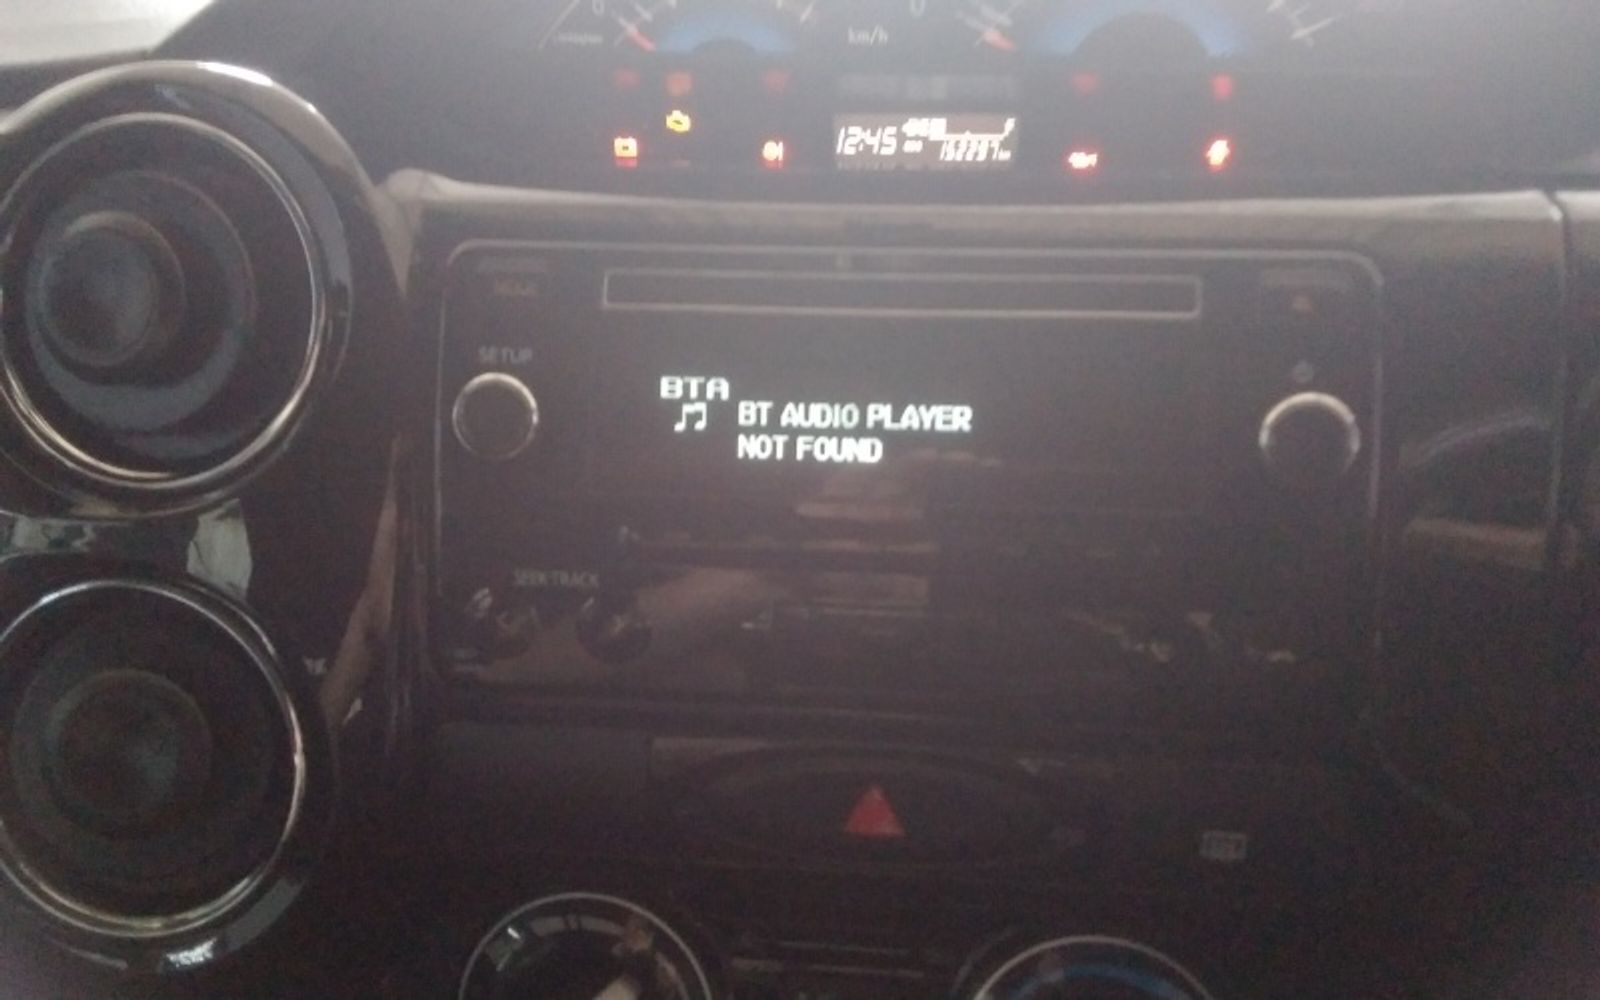 km/h
12:45
SETUP
BTA
BT AUDIO PLAYER
NOT FOUND
SEEK·TRACK